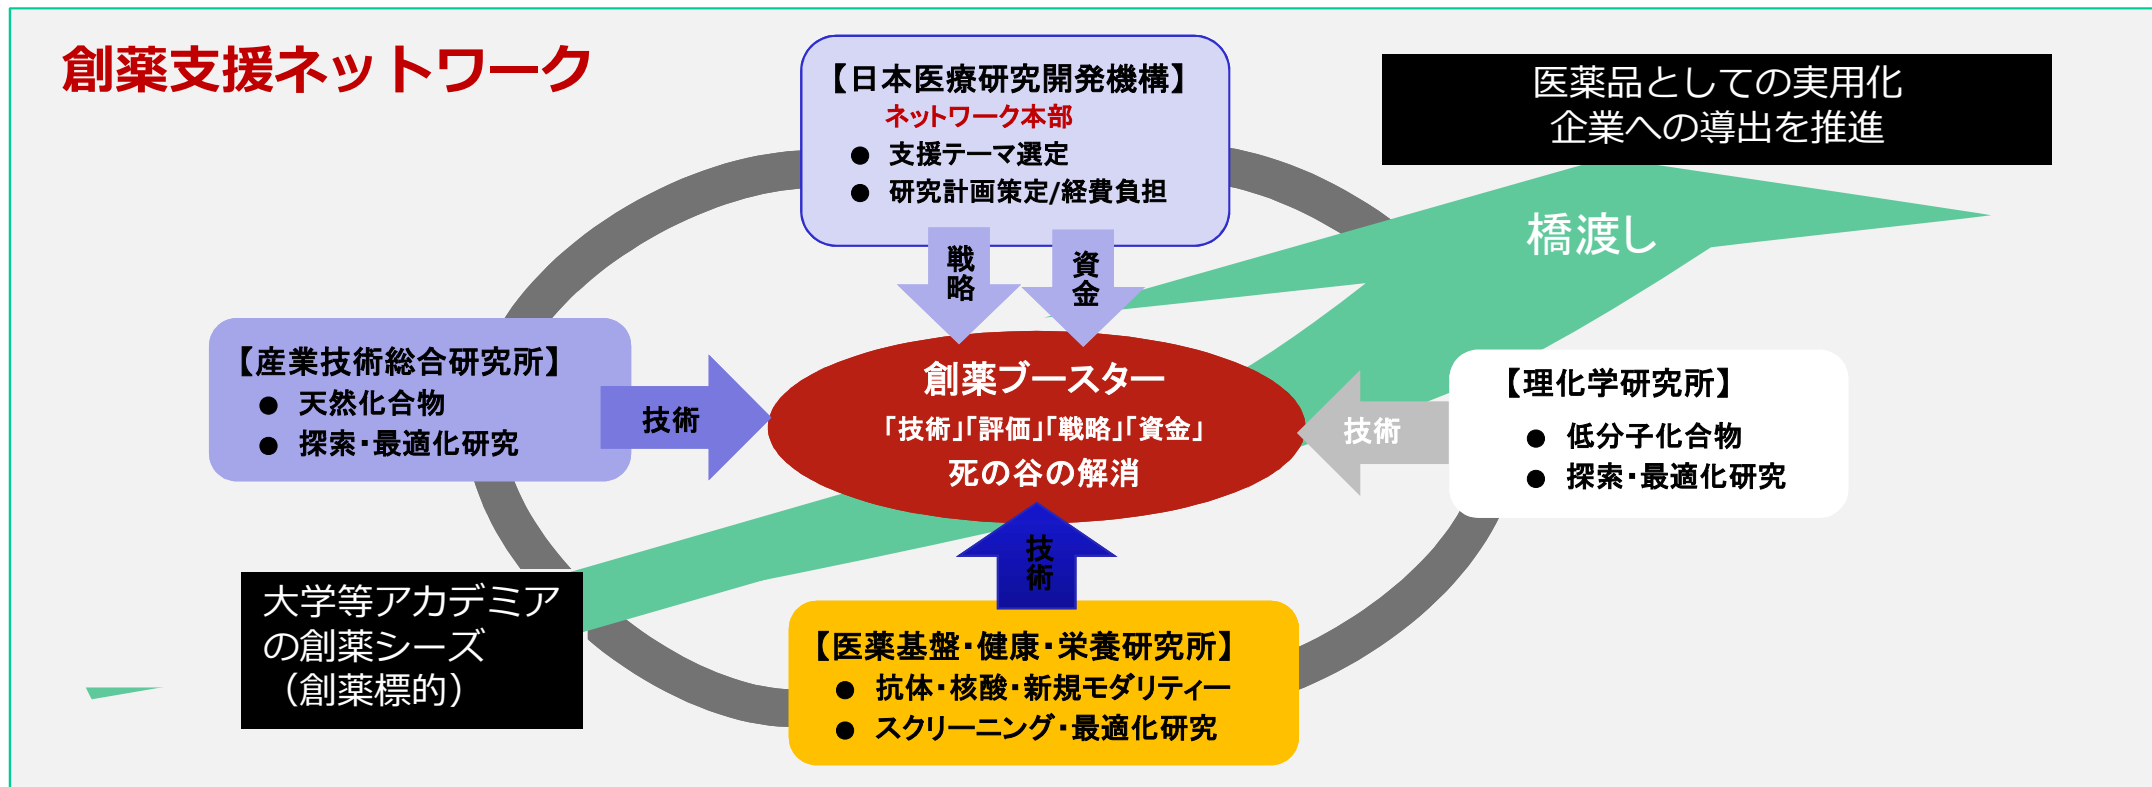 創薬支援ネットワーク
【日本医療研究開発機構】
ネットワーク本部
● 支援テーマ選定
● 研究計画策定/経費負担
戦略
資金
医薬品としての実用化
企業への導出を推進
橋渡し
【産業技術総合研究所】
● 天然化合物
● 探索・最適化研究
技術
創薬ブースター
「技術」「評価」「戦略」「資金」
死の谷の解消
技術
【理化学研究所】
● 低分子化合物
● 探索・最適化研究
技術
大学等アカデミア
の創薬シーズ
（創薬標的）
【医薬基盤・健康・栄養研究所】
● 抗体・核酸・新規モダリティー
● スクリーニング・最適化研究